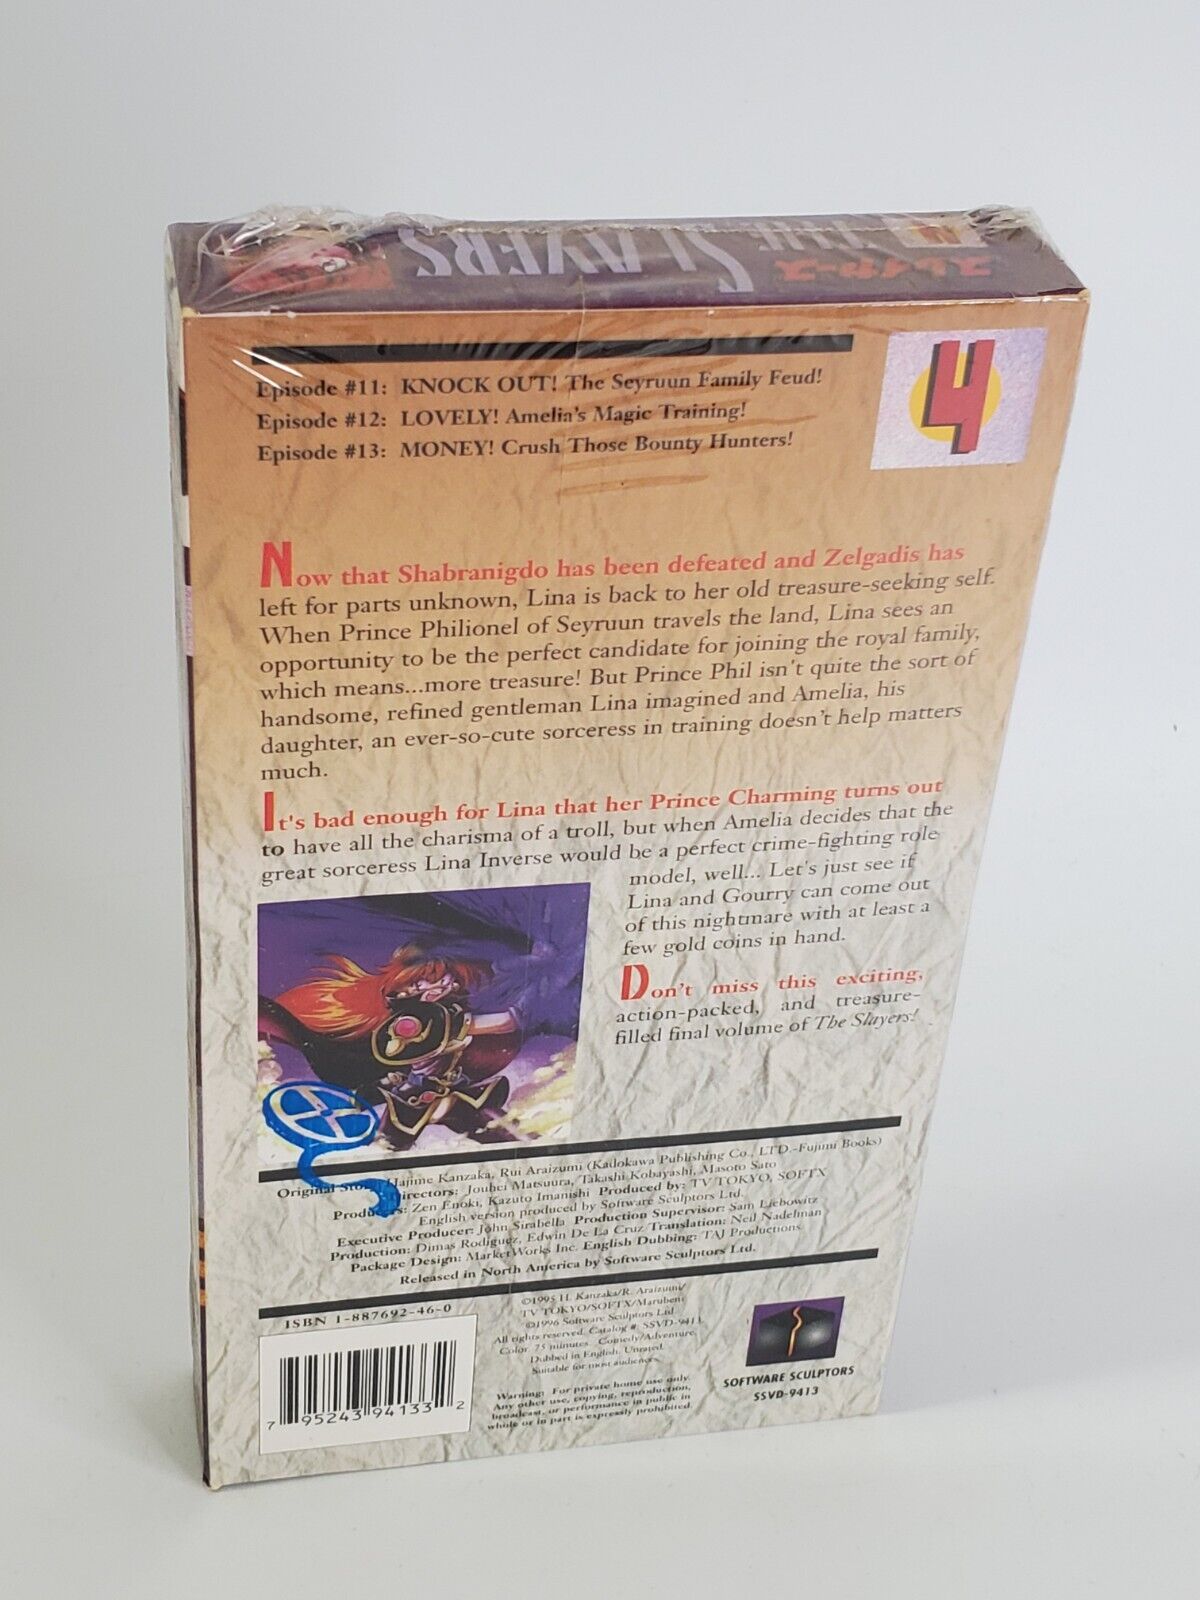 THE SLAYERS
スレイヤーズ
4
Episode #11: KNOCK OUT! The Seyruun Family Feud!
Episode #12: LOVELY! Amelia's Magic Training!
Episode #13: MONEY! Crush Those Bounty Hunters!
Now that Shabranigdo has been defeated and Zelgadis has
left for parts unknown, Lina is back to her old treasure-seeking self.
When Prince Philionel of Seyruun travels the land, Lina sees an
opportunity to be the perfect candidate for joining the royal family,
which means...more treasure! But Prince Phil isn't quite the sort of
handsome, refined gentleman Lina imagined and Amelia, his
daughter, an ever-so-cute sorceress in training doesn't help matters
much.
It's bad enough for Lina that her Prince Charming turns out
to have all the charisma of a troll, but when Amelia decides that the
great sorceress Lina Inverse would be a perfect crime-fighting role
model, well... Let's just see if
Lina and Gourry can come out
of this nightmare with at least a
few gold coins in hand.
Don't miss this exciting,
action-packed, and treasure-
filled final volume of The Slayers!
Original Story: Hajime Kanzaka, Rui Araizumi (Kadokawa Publishing Co., LTD.-Fujimi Books)
Directors: Jouhei Matsuura, Takashi Kobayashi, Masoto Sato
Producers: Zen Enoki, Kazuto Imanishi Produced by: TV TOKYO, SOFTX
English version produced by Software Sculptors Ltd.
Executive Producer: John Sirabella Production Supervisor: Sam Liebowitz
Production: Dimas Rodiguez, Edwin De La Cruz Translation: Neil Nadelman
Package Design: MarketWorks Inc. English Dubbing: TAJ Productions
Released in North America by Software Sculptors Ltd.
ISBN 1-887692-46-0
7 95243 94133 2
©1995 H. Kanzaka/R. Araizumi/
TV TOKYO/SOFTX/Marubeni
©1996 Software Sculptors Ltd.
All rights reserved. Catalog #: SSVD-9413
Color 75 minutes Comedy/Adventure.
Dubbed in English. Unrated.
Suitable for most audiences.
Warning: For private home use only.
Any other use, copying, reproduction,
broadcast, or performance in public in
whole or in part is expressly prohibited.
SOFTWARE SCULPTORS
SSVD-9413